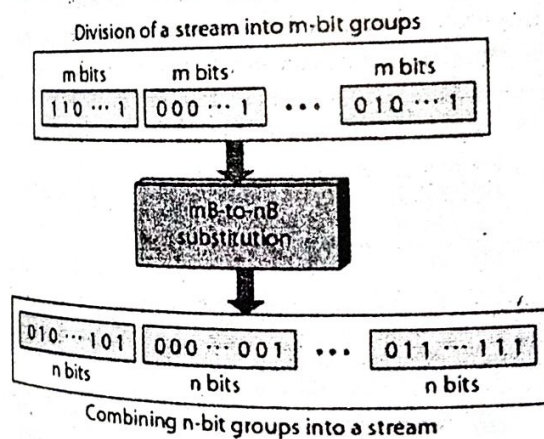 Division of a stream into m-bit groups
m bits m bits m bits
110 ··· 1 000 ··· 1 ··· 010 ··· 1
mB-to-nB
substitution
010 ··· 101 000 ··· 001 ··· 011 ··· 111
n bits n bits n bits
Combining n-bit groups into a stream